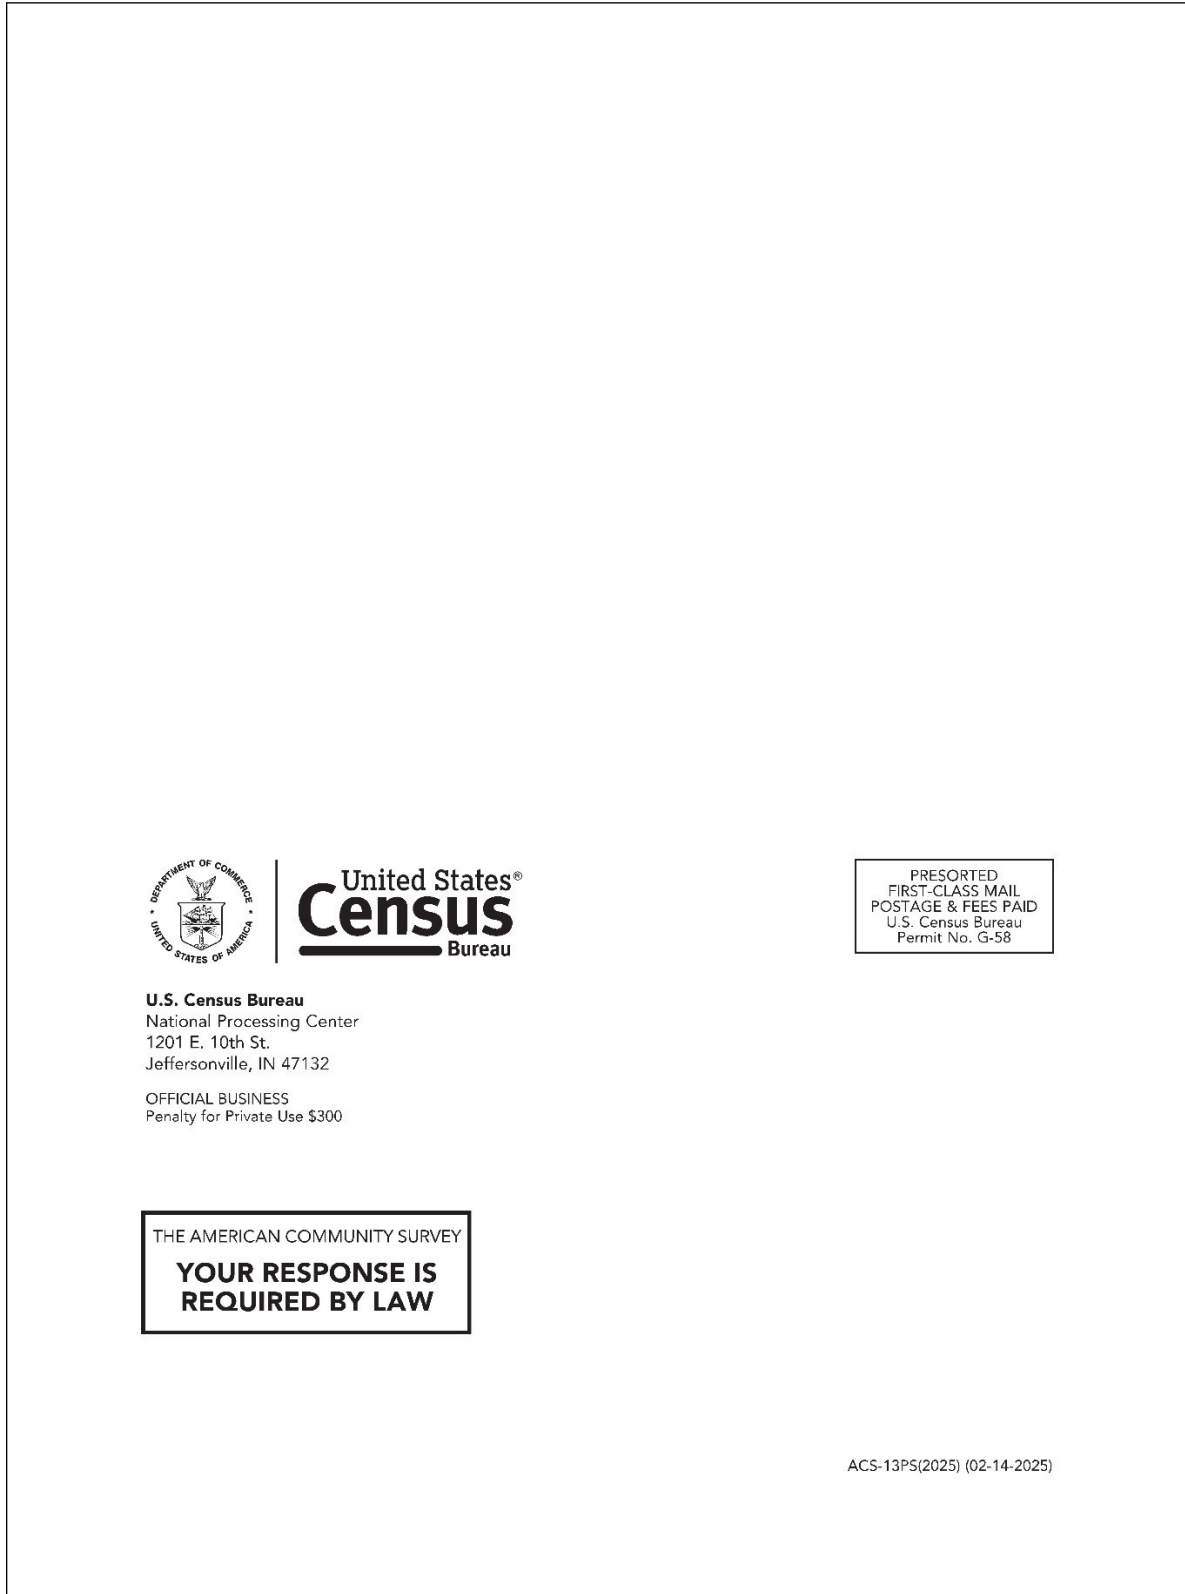 DEPARTMENT OF COMMERCE
UNITED STATES OF AMERICA
United States®
Census
Bureau
PRESORTED
FIRST-CLASS MAIL
POSTAGE & FEES PAID
U.S. Census Bureau
Permit No. G-58
U.S. Census Bureau
National Processing Center
1201 E. 10th St.
Jeffersonville, IN 47132
OFFICIAL BUSINESS
Penalty for Private Use $300
THE AMERICAN COMMUNITY SURVEY
YOUR RESPONSE IS
REQUIRED BY LAW
ACS-13PS(2025) (02-14-2025)